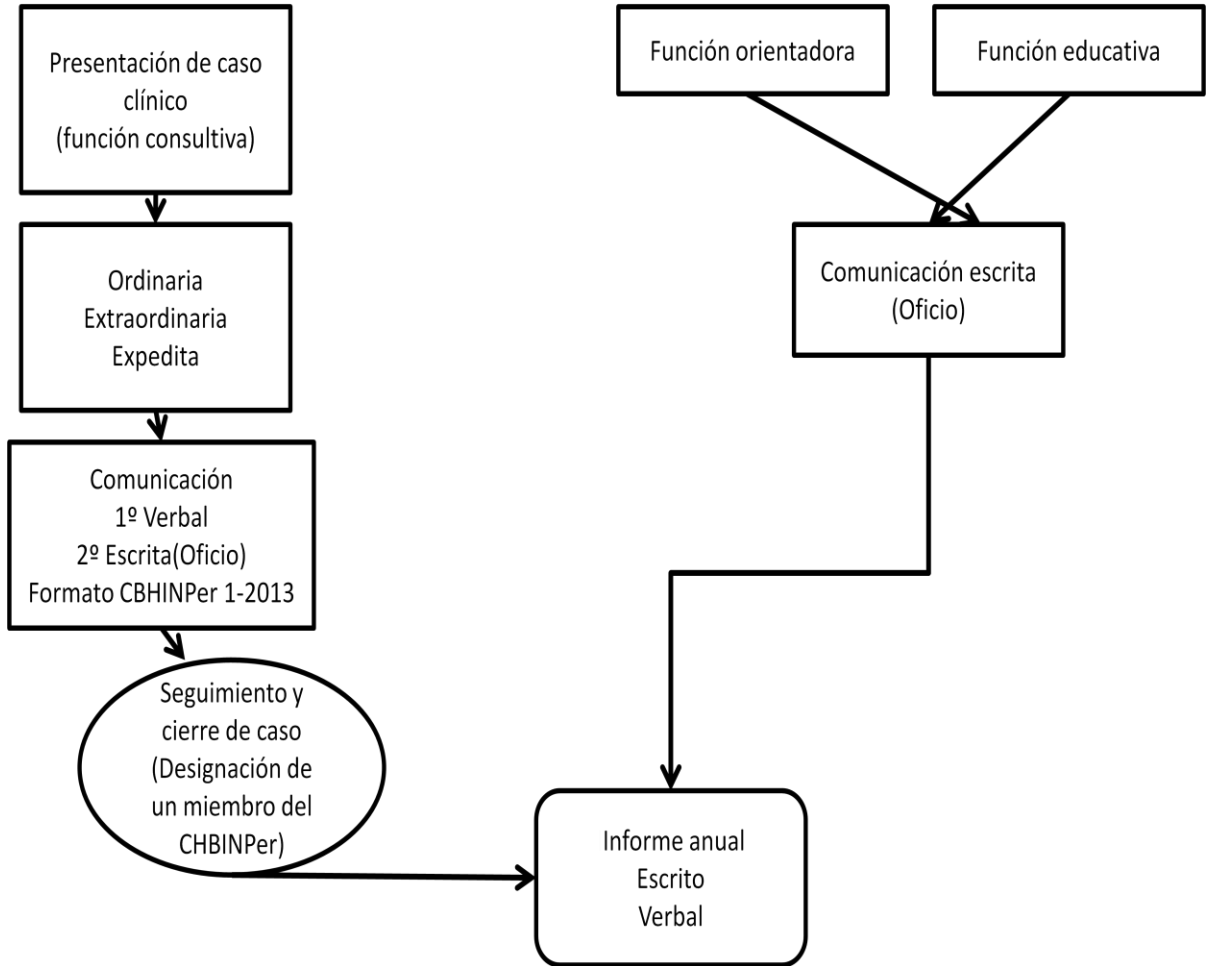 Presentación de caso
clínico
(función consultiva)
Función orientadora
Función educativa
Ordinaria
Extraordinaria
Expedita
Comunicación escrita
(Oficio)
Comunicación
1º Verbal
2º Escrita(Oficio)
Formato CBHINPer 1-2013
Seguimiento y
cierre de caso
(Designación de
un miembro del
CHBINPer)
Informe anual
Escrito
Verbal